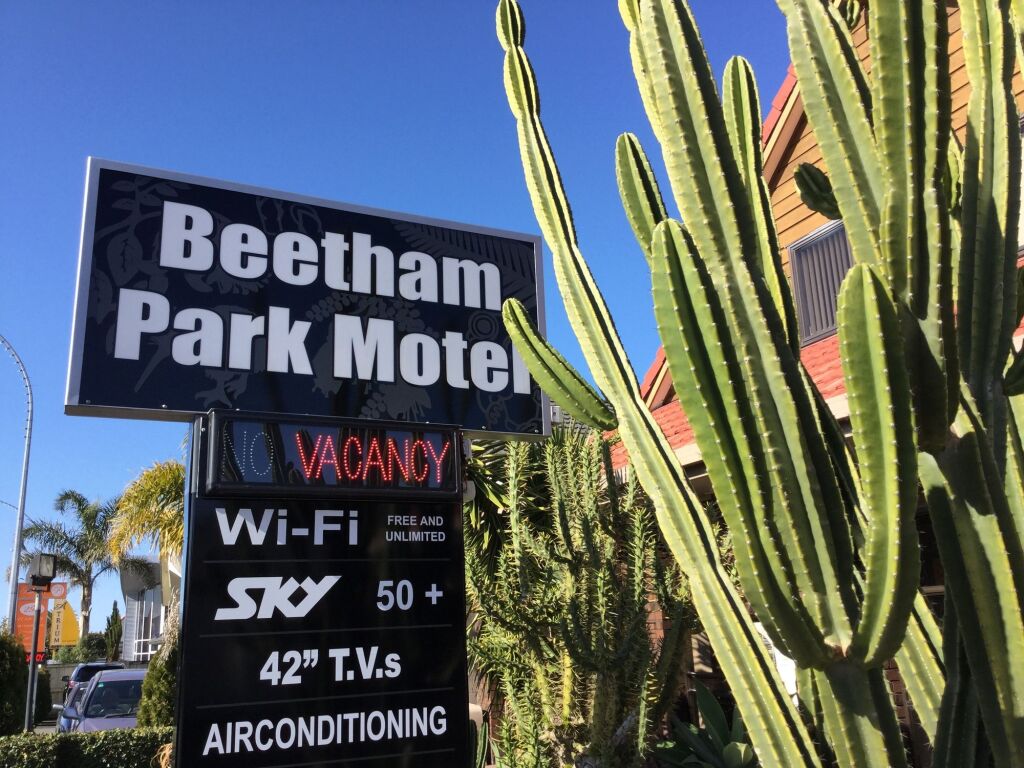 Beetham
Park Motel
NO VACANCY
Wi-Fi FREE AND
UNLIMITED
SKY 50 +
42” T.V.s
AIRCONDITIONING